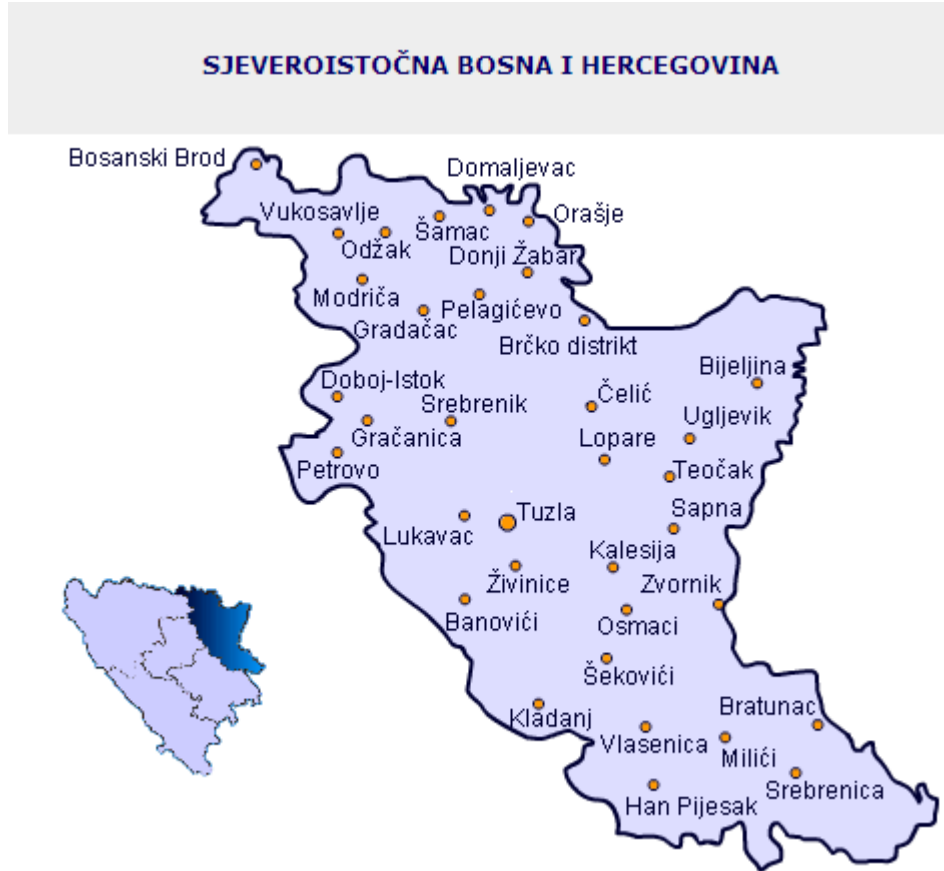 SJEVEROISTOČNA BOSNA I HERCEGOVINA
Bosanski Brod
Domaljevac
Vukosavlje
Orašje
Šamac
Odžak
Donji Žabar
Modriča
Pelagićevo
Gradačac
Brčko distrikt
Bijeljina
Doboj-Istok
Čelić
Srebrenik
Ugljevik
Gračanica
Lopare
Petrovo
Teočak
Sapna
Tuzla
Lukavac
Kalesija
Živinice
Zvornik
Banovići
Osmaci
Šekovići
Bratunac
Kladanj
Vlasenica
Milići
Srebrenica
Han Pijesak